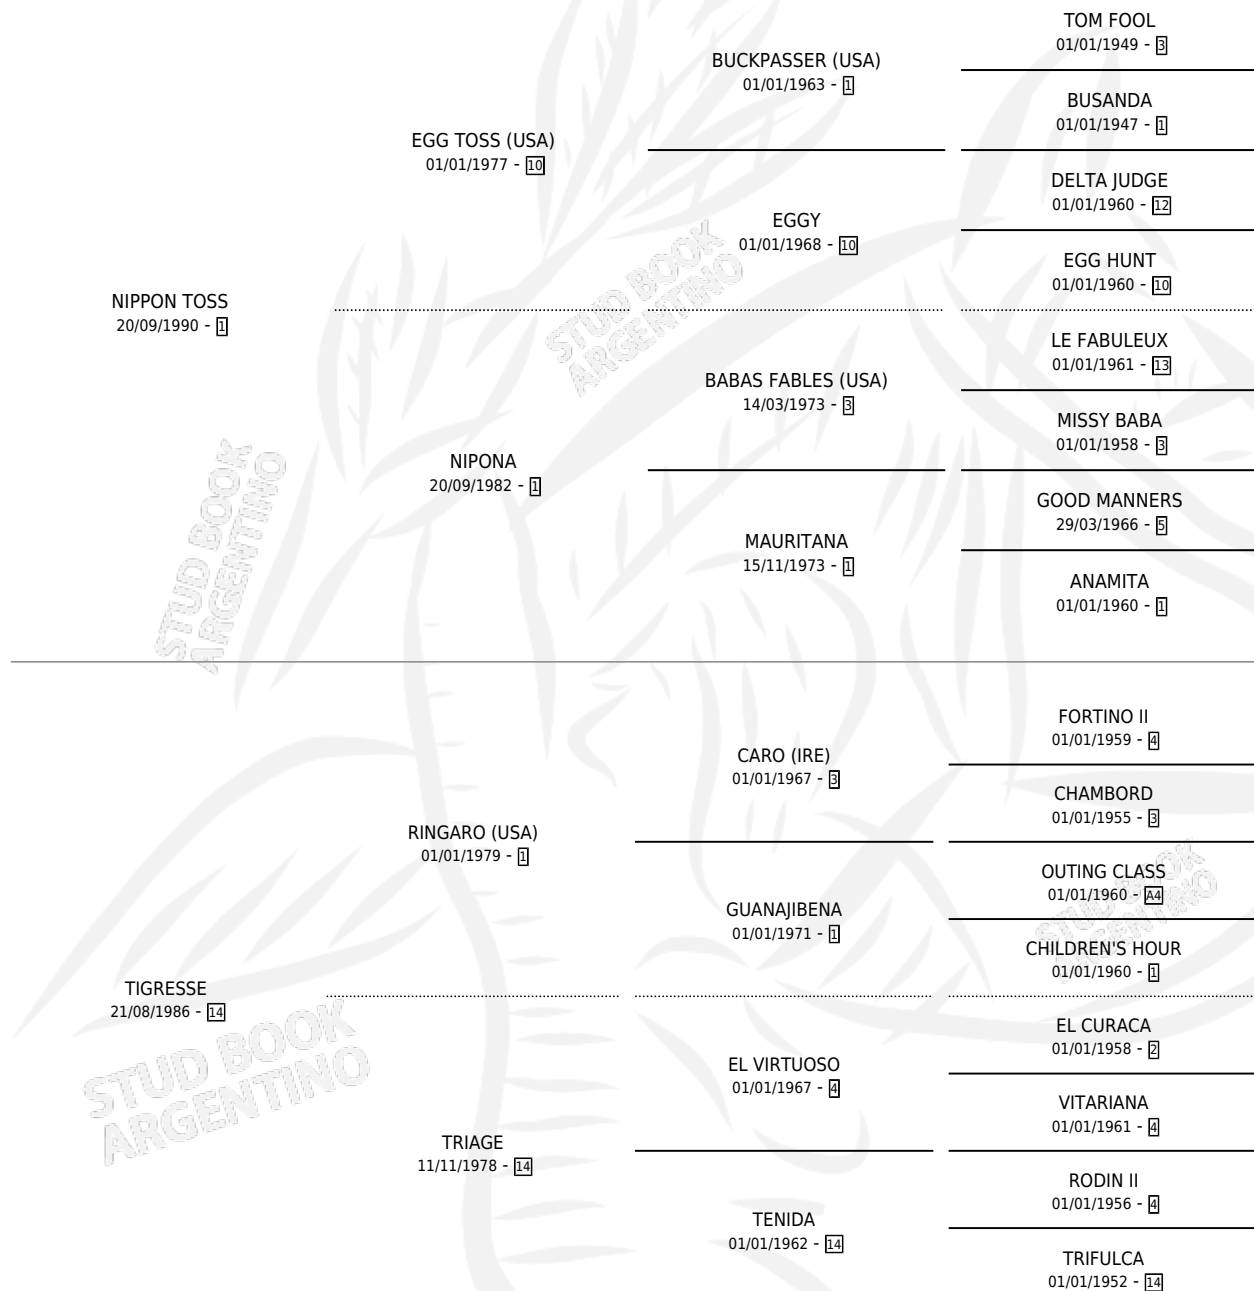 NIPPON TOSS
20/09/1990 - 1
EGG TOSS (USA)
01/01/1977 - 10
NIPONA
20/09/1982 - 1
BUCKPASSER (USA)
01/01/1963 - 1
EGGY
01/01/1968 - 10
BABAS FABLES (USA)
14/03/1973 - 3
MAURITANA
15/11/1973 - 1
TOM FOOL
01/01/1949 - 3
BUSANDA
01/01/1947 - 1
DELTA JUDGE
01/01/1960 - 12
EGG HUNT
01/01/1960 - 10
LE FABULEUX
01/01/1961 - 13
MISSY BABA
01/01/1958 - 3
GOOD MANNERS
29/03/1966 - 5
ANAMITA
01/01/1960 - 1
TIGRESSE
21/08/1986 - 14
RINGARO (USA)
01/01/1979 - 1
TRIAGE
11/11/1978 - 14
CARO (IRE)
01/01/1967 - 3
GUANAJIBENA
01/01/1971 - 1
EL VIRTUOSO
01/01/1967 - 4
TENIDA
01/01/1962 - 14
FORTINO II
01/01/1959 - 4
CHAMBORD
01/01/1955 - 3
OUTING CLASS
01/01/1960 - A4
CHILDREN'S HOUR
01/01/1960 - 1
EL CURACA
01/01/1958 - 2
VITARIANA
01/01/1961 - 4
RODIN II
01/01/1956 - 4
TRIFULCA
01/01/1952 - 14
STUD BOOK
ARGENTINO
STUD BOOK
ARGENTINO
STUD BOOK
ARGENTINO
STUD BOOK
ARGENTINO